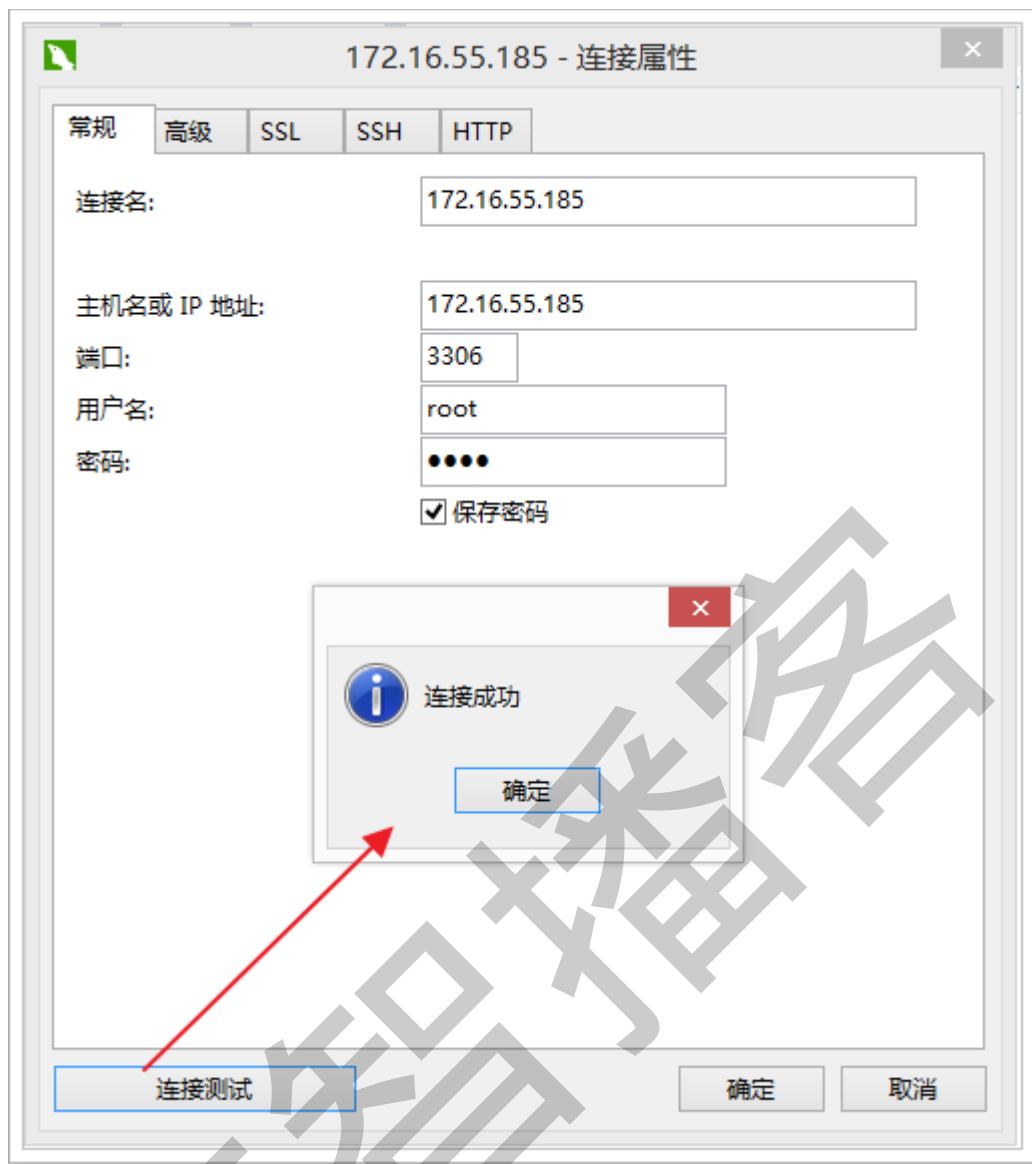 172.16.55.185 - 连接属性
常规 高级 SSL SSH HTTP
连接名: 172.16.55.185
主机名或 IP 地址: 172.16.55.185
端口: 3306
用户名: root
密码: ●●●●
保存密码
连接成功
确定
连接测试 确定 取消
智播客